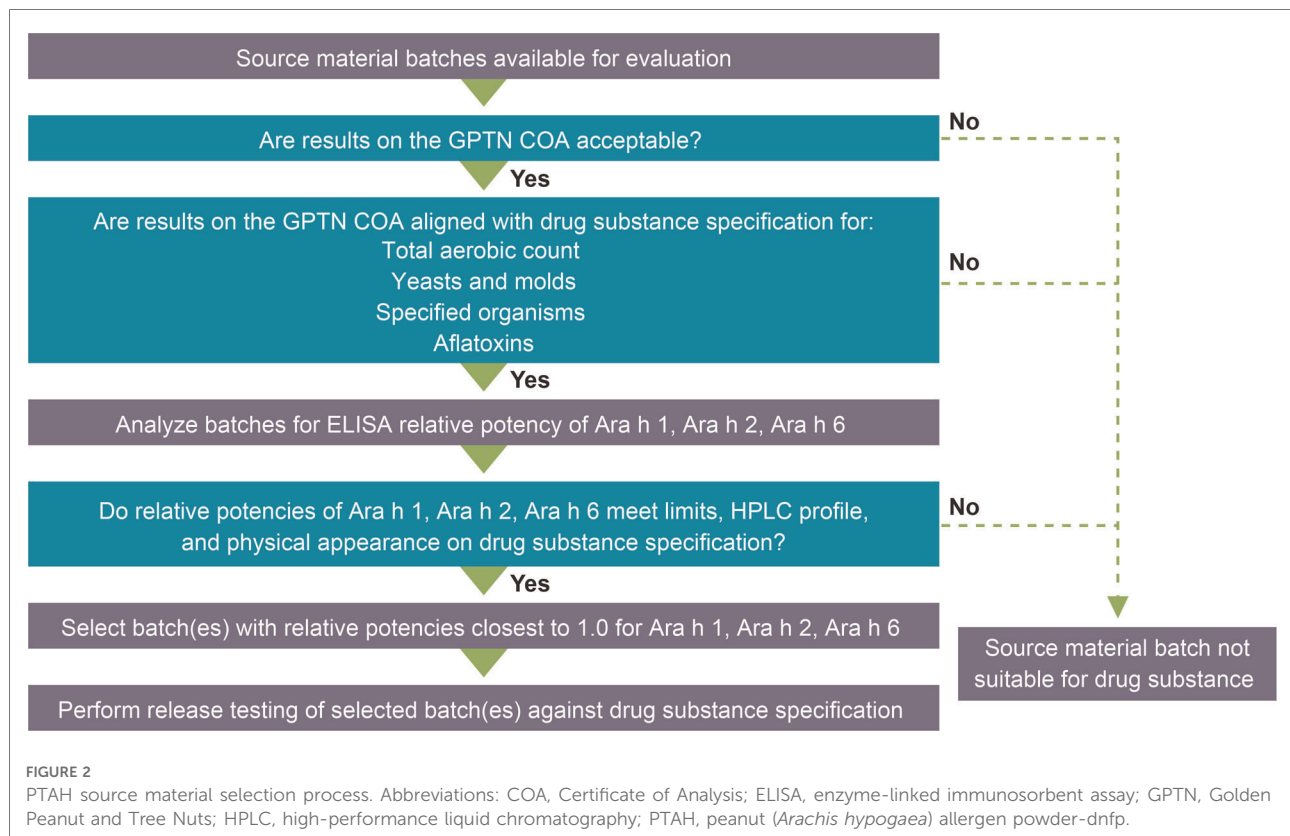 Source material batches available for evaluation
Are results on the GPTN COA acceptable?
No
Yes
Are results on the GPTN COA aligned with drug substance specification for:
Total aerobic count
Yeasts and molds
Specified organisms
Aflatoxins
No
Yes
Analyze batches for ELISA relative potency of Ara h 1, Ara h 2, Ara h 6
Do relative potencies of Ara h 1, Ara h 2, Ara h 6 meet limits, HPLC profile,
and physical appearance on drug substance specification?
No
Yes
Select batch(es) with relative potencies closest to 1.0 for Ara h 1, Ara h 2, Ara h 6
Source material batch not
suitable for drug substance
Perform release testing of selected batch(es) against drug substance specification
FIGURE 2
PTAH source material selection process. Abbreviations: COA, Certificate of Analysis; ELISA, enzyme-linked immunosorbent assay; GPTN, Golden
Peanut and Tree Nuts; HPLC, high-performance liquid chromatography; PTAH, peanut (Arachis hypogaea) allergen powder-dnfp.